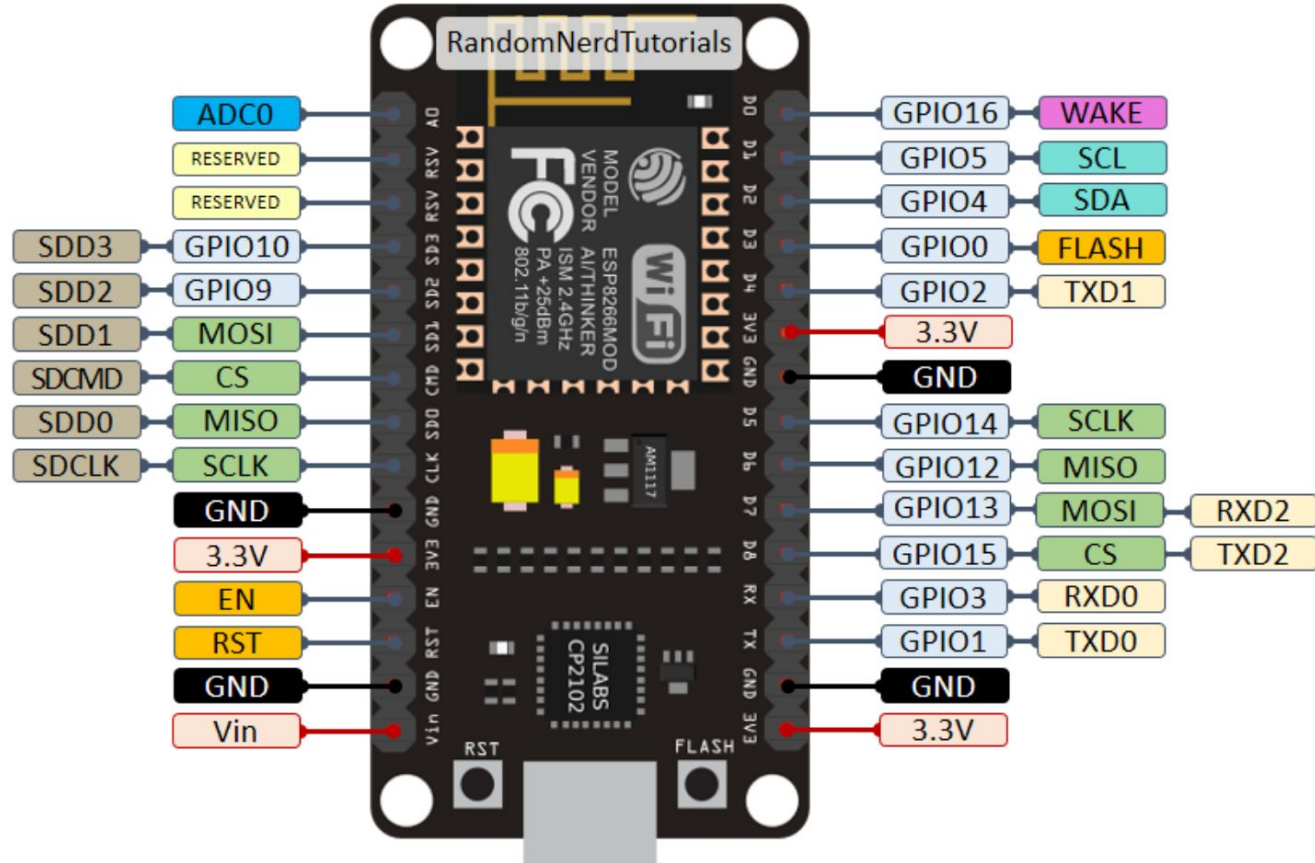 RandomNerdTutorials
ADC0
RESERVED
RESERVED
SDD3 GPIO10
SDD2 GPIO9
SDD1 MOSI
SDCMD CS
SDD0 MISO
SDCLK SCLK
GND
3.3V
EN
RST
GND
Vin
A0
RSV
RSV
SD3
SD2
SD1
CMD
SD0
CLK
GND
3V3
EN
RST
GND
Vin
MODEL
VENDOR
FC
ESP8266MOD
AI/THINKER
ISM 2.4GHz
PA +25dBm
802.11b/g/n
Wi Fi
AM1117
SILABS
CP2102
RST
FLASH
D0
D1
D2
D3
D4
3V3
GND
D5
D6
D7
D8
RX
TX
GND
3V3
GPIO16 WAKE
GPIO5 SCL
GPIO4 SDA
GPIO0 FLASH
GPIO2 TXD1
3.3V
GND
GPIO14 SCLK
GPIO12 MISO
GPIO13 MOSI RXD2
GPIO15 CS TXD2
GPIO3 RXD0
GPIO1 TXD0
GND
3.3V